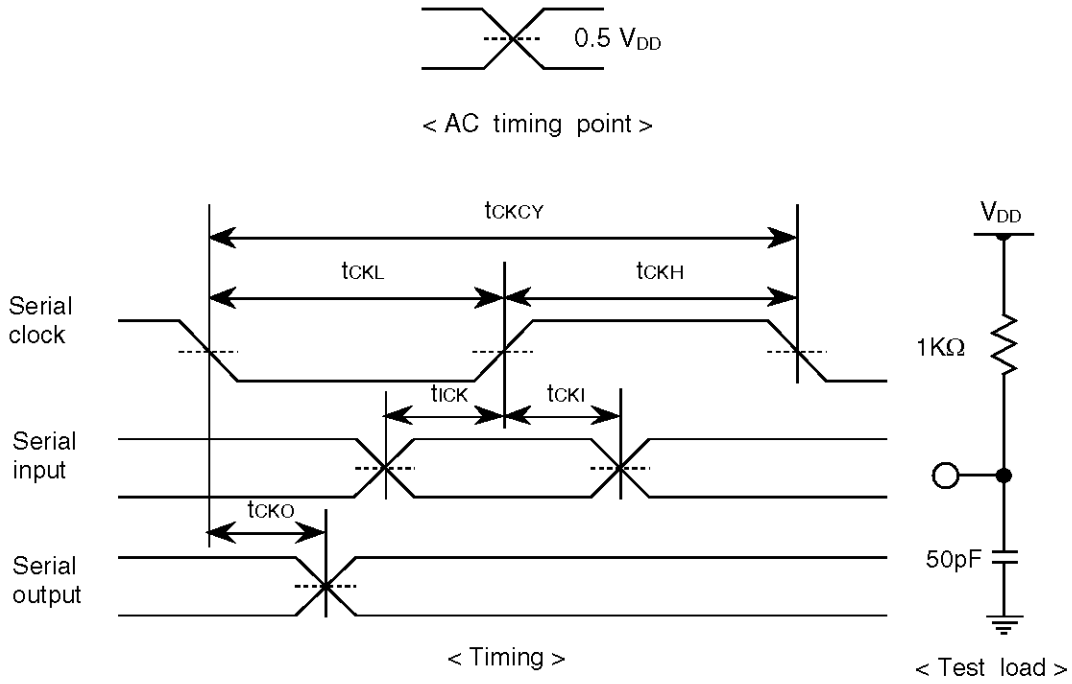 0.5 VDD
< AC timing point >
tCKCY
VDD
tCKL
tCKH
Serial
clock
1KΩ
tICK
tCKI
Serial
input
tCKO
Serial
output
50pF
< Timing >
< Test load >